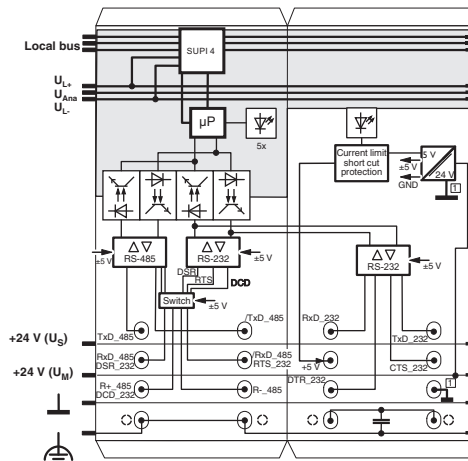 Local bus
SUPI 4
UL+
UAna
UL-
µP
5x
Current limit
short cut
protection
5 V
±5 V
24 V
GND
1
RS-485
±5 V
RS-232
±5 V
RS-232
±5 V
DSR
RTS
DCD
Switch
±5 V
TxD_485
/TxD_485
RxD_232
TxD_232
+24 V (US)
RxD_485
DSR_232
/RxD_485
RTS_232
+5 V
CTS_232
+24 V (UM)
R+_485
DCD_232
R-_485
DTR_232
1